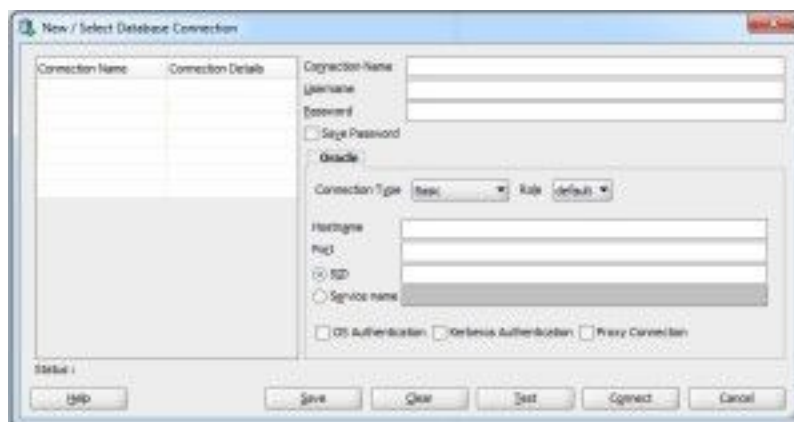 New / Select Database Connection
Connection Name Connection Details
Connection Name
Username
Password
Save Password
Oracle
Connection Type Basic Role default
Hostname
Port
SID
Service name
OS Authentication Kerberos Authentication Proxy Connection
Status :
Help Save Clear Test Connect Cancel